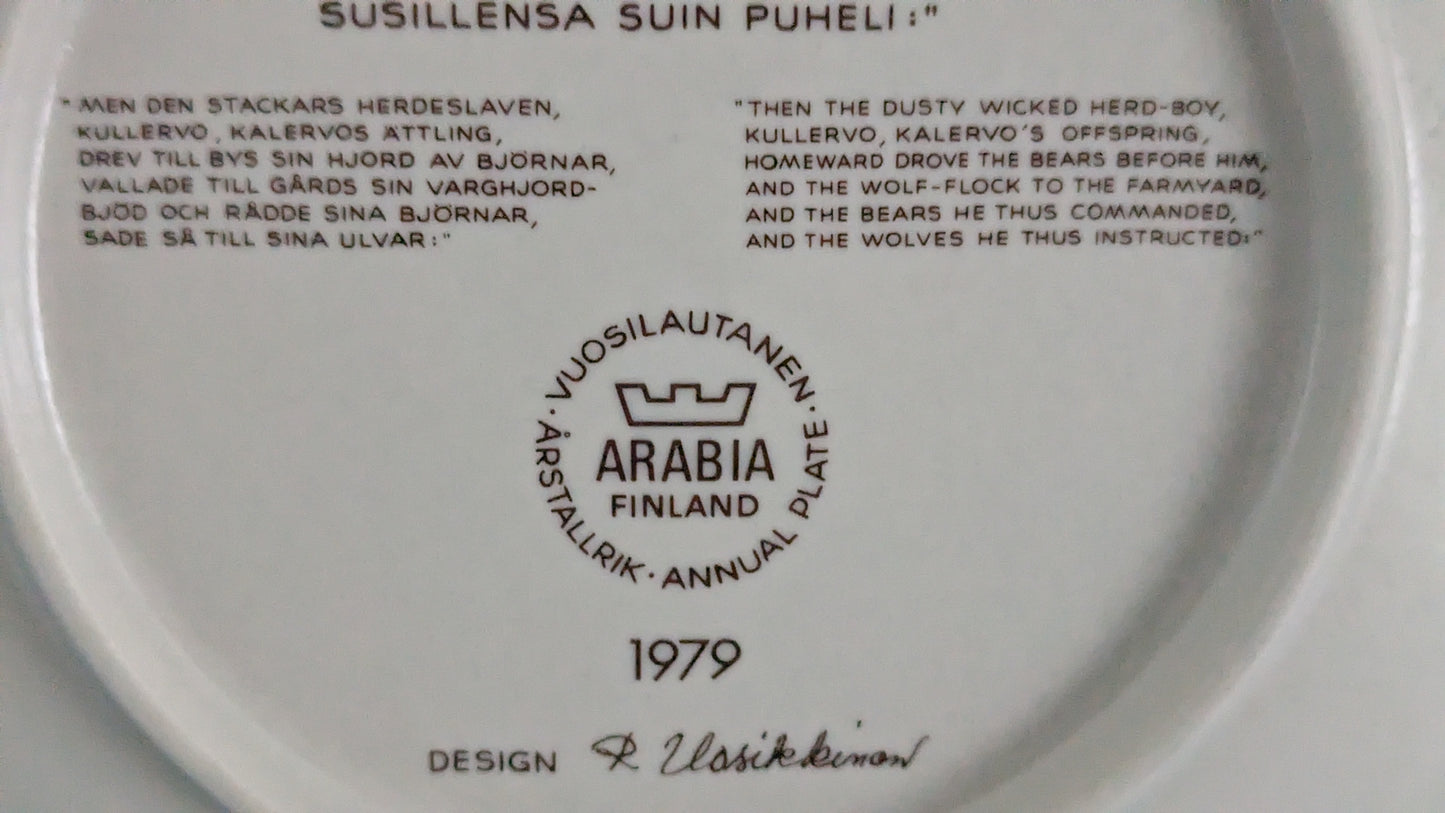 SUSILLENSA SUIN PUHELI:"
"MEN DEN STACKARS HERDESLAVEN,
KULLERVO, KALERVOS ÄTTLING,
DREV TILL BYS SIN HJORD AV BJÖRNAR,
VALLADE TILL GÅRDS SIN VARGHJORD-
BJÖD OCH RÅDDE SINA BJÖRNAR,
SADE SÅ TILL SINA ULVAR:"
"THEN THE DUSTY WICKED HERD-BOY,
KULLERVO, KALERVO'S OFFSPRING,
HOMEWARD DROVE THE BEARS BEFORE HIM,
AND THE WOLF-FLOCK TO THE FARMYARD,
AND THE BEARS HE THUS COMMANDED,
AND THE WOLVES HE THUS INSTRUCTED:"
· VUOSILAUTANEN ·
ARABIA
FINLAND
ÅRSTALLRIK · ANNUAL PLATE
1979
DESIGN R Uosikkinen